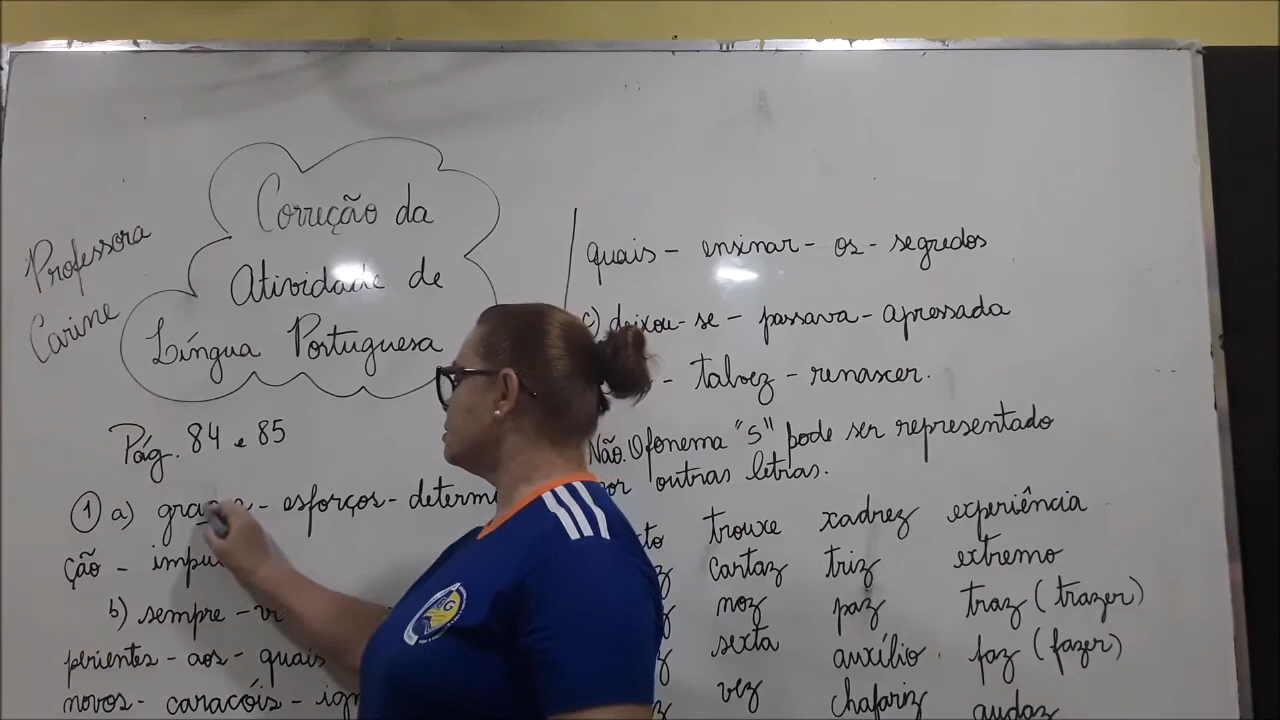 Professora
Carine
Correção da
Atividade de
Língua Portuguesa
Pág. 84 e 85
1 a) - esforços - determi
ção - impu
b) sempre - vi
perientes - aos - quais
novos - caracóis - ign
quais - ensinar - os - segredos
c) deixou-se - passava - apressada
- talvez - renascer.
Não. O fonema "S" pode ser representado
por outras letras.
to trouxe xadrez experiência
z cartaz triz extremo
z noz paz traz (trazer)
z sexta auxílio. faz (fazer)
z vez chafariz audaz